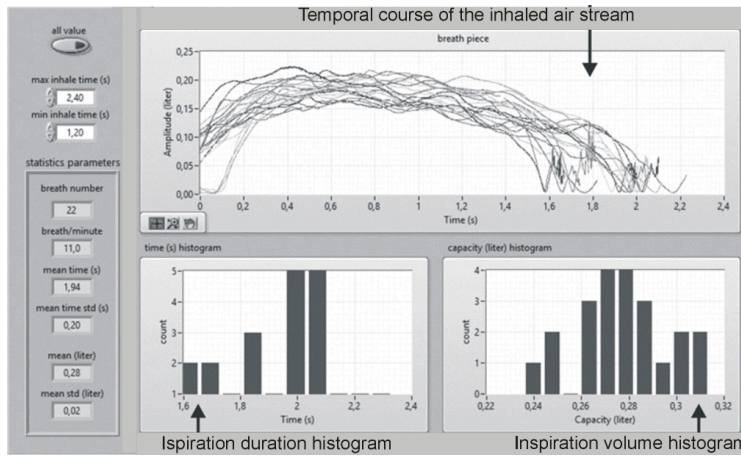 Temporal course of the inhaled air stream
all value
max inhale time (s)
2,40
min inhale time (s)
1,20
statistics parameters
breath number
22
breath/minute
11,0
mean time (s)
1,94
mean time std (s)
0,20
mean (liter)
0,28
mean std (liter)
0,02
breath piece
Amplitude (liter)
0,25
0,20
0,15
0,10
0,05
0,00
0 0,2 0,4 0,6 0,8 1 1,2 1,4 1,6 1,8 2 2,2 2,4
Time (s)
time (s) histogram
count
5
4
3
2
1
1,6 1,8 2 2,2 2,4
Time (s)
Ispiration duration histogram
capacity (liter) histogram
count
4
3
2
1
0
0,22 0,24 0,26 0,28 0,3 0,32
Capacity (liter)
Inspiration volume histogram